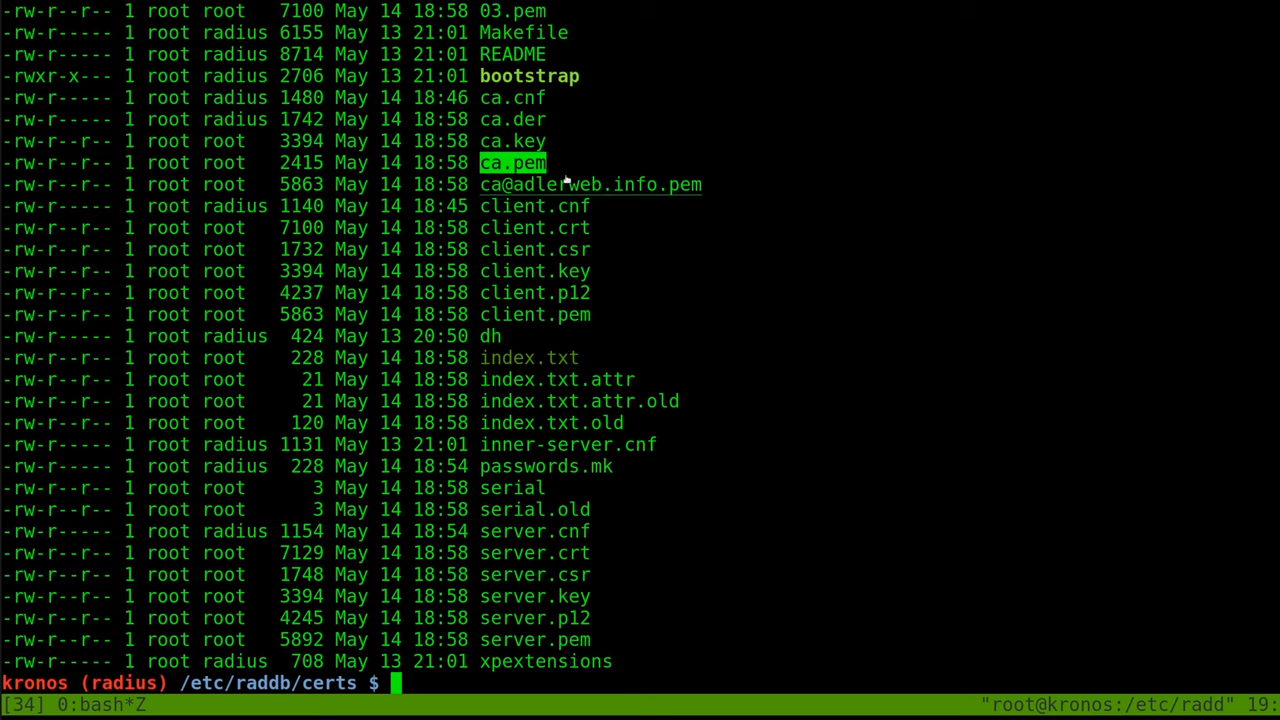 -rw-r--r-- 1 root root   7100 May 14 18:58 03.pem
-rw-r----- 1 root radius 6155 May 13 21:01 Makefile
-rw-r----- 1 root radius 8714 May 13 21:01 README
-rwxr-x--- 1 root radius 2706 May 13 21:01 bootstrap
-rw-r----- 1 root radius 1480 May 14 18:46 ca.cnf
-rw-r----- 1 root radius 1742 May 14 18:58 ca.der
-rw-r--r-- 1 root root   3394 May 14 18:58 ca.key
-rw-r--r-- 1 root root   2415 May 14 18:58 ca.pem
-rw-r--r-- 1 root root   5863 May 14 18:58 ca@adlerweb.info.pem
-rw-r----- 1 root radius 1140 May 14 18:45 client.cnf
-rw-r--r-- 1 root root   7100 May 14 18:58 client.crt
-rw-r--r-- 1 root root   1732 May 14 18:58 client.csr
-rw-r--r-- 1 root root   3394 May 14 18:58 client.key
-rw-r--r-- 1 root root   4237 May 14 18:58 client.p12
-rw-r--r-- 1 root root   5863 May 14 18:58 client.pem
-rw-r----- 1 root radius  424 May 13 20:50 dh
-rw-r--r-- 1 root root    228 May 14 18:58 index.txt
-rw-r--r-- 1 root root     21 May 14 18:58 index.txt.attr
-rw-r--r-- 1 root root     21 May 14 18:58 index.txt.attr.old
-rw-r--r-- 1 root root    120 May 14 18:58 index.txt.old
-rw-r----- 1 root radius 1131 May 13 21:01 inner-server.cnf
-rw-r----- 1 root radius  228 May 14 18:54 passwords.mk
-rw-r--r-- 1 root root      3 May 14 18:58 serial
-rw-r--r-- 1 root root      3 May 14 18:58 serial.old
-rw-r----- 1 root radius 1154 May 14 18:54 server.cnf
-rw-r--r-- 1 root root   7129 May 14 18:58 server.crt
-rw-r--r-- 1 root root   1748 May 14 18:58 server.csr
-rw-r--r-- 1 root root   3394 May 14 18:58 server.key
-rw-r--r-- 1 root root   4245 May 14 18:58 server.p12
-rw-r--r-- 1 root root   5892 May 14 18:58 server.pem
-rw-r----- 1 root radius  708 May 13 21:01 xpextensions
kronos (radius) /etc/raddb/certs $
[34] 0:bash*Z "root@kronos:/etc/radd" 19: